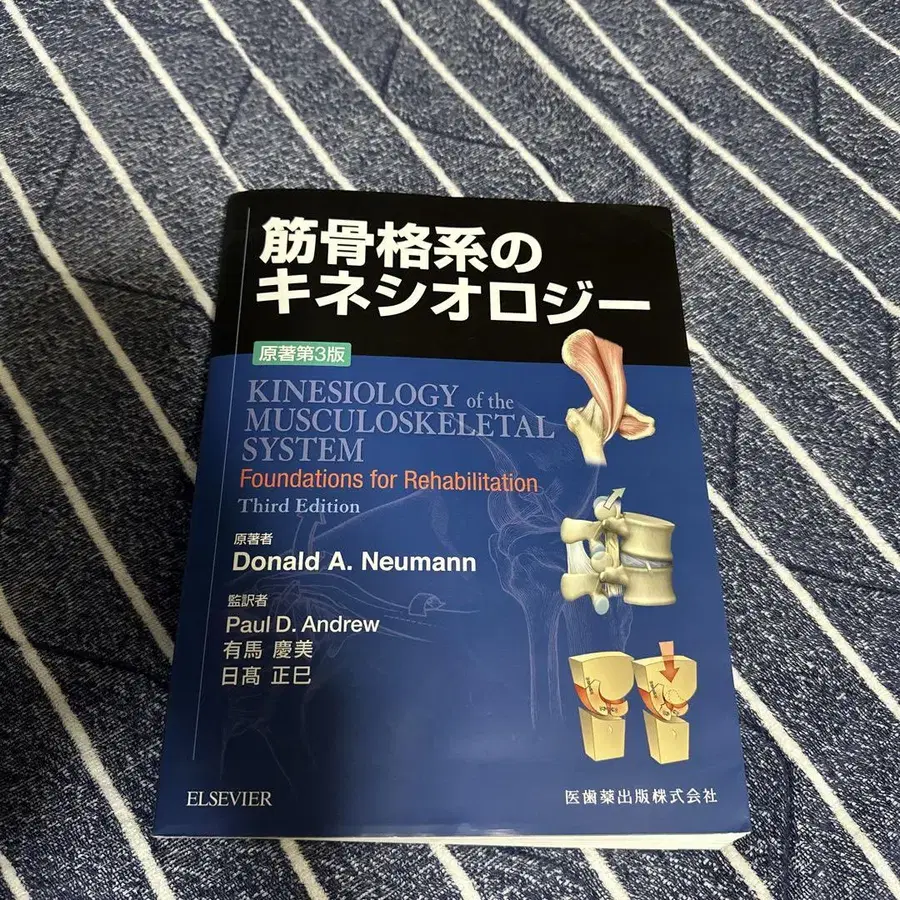 筋骨格系の
キネシオロジー
原著第3版
KINESIOLOGY of the
MUSCULOSKELETAL
SYSTEM
Foundations for Rehabilitation
Third Edition
原著者
Donald A. Neumann
監訳者
Paul D. Andrew
有馬 慶美
日髙 正巳
ELSEVIER
医歯薬出版株式会社